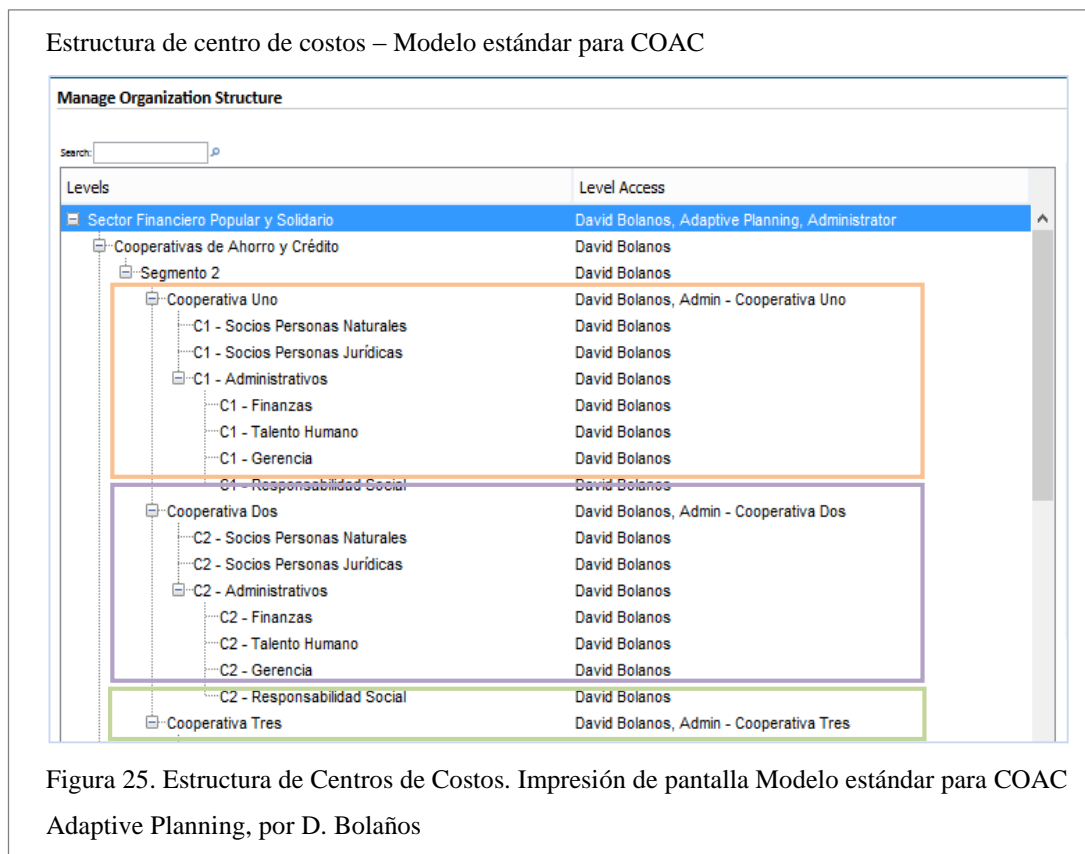 Estructura de centro de costos – Modelo estándar para COAC
Manage Organization Structure
Search:
Levels Level Access
Sector Financiero Popular y Solidario David Bolanos, Adaptive Planning, Administrator
Cooperativas de Ahorro y Crédito David Bolanos
Segmento 2 David Bolanos
Cooperativa Uno David Bolanos, Admin - Cooperativa Uno
C1 - Socios Personas Naturales David Bolanos
C1 - Socios Personas Jurídicas David Bolanos
C1 - Administrativos David Bolanos
C1 - Finanzas David Bolanos
C1 - Talento Humano David Bolanos
C1 - Gerencia David Bolanos
C1 - Responsabilidad Social David Bolanos
Cooperativa Dos David Bolanos, Admin - Cooperativa Dos
C2 - Socios Personas Naturales David Bolanos
C2 - Socios Personas Jurídicas David Bolanos
C2 - Administrativos David Bolanos
C2 - Finanzas David Bolanos
C2 - Talento Humano David Bolanos
C2 - Gerencia David Bolanos
C2 - Responsabilidad Social David Bolanos
Cooperativa Tres David Bolanos, Admin - Cooperativa Tres
Figura 25. Estructura de Centros de Costos. Impresión de pantalla Modelo estándar para COAC
Adaptive Planning, por D. Bolaños